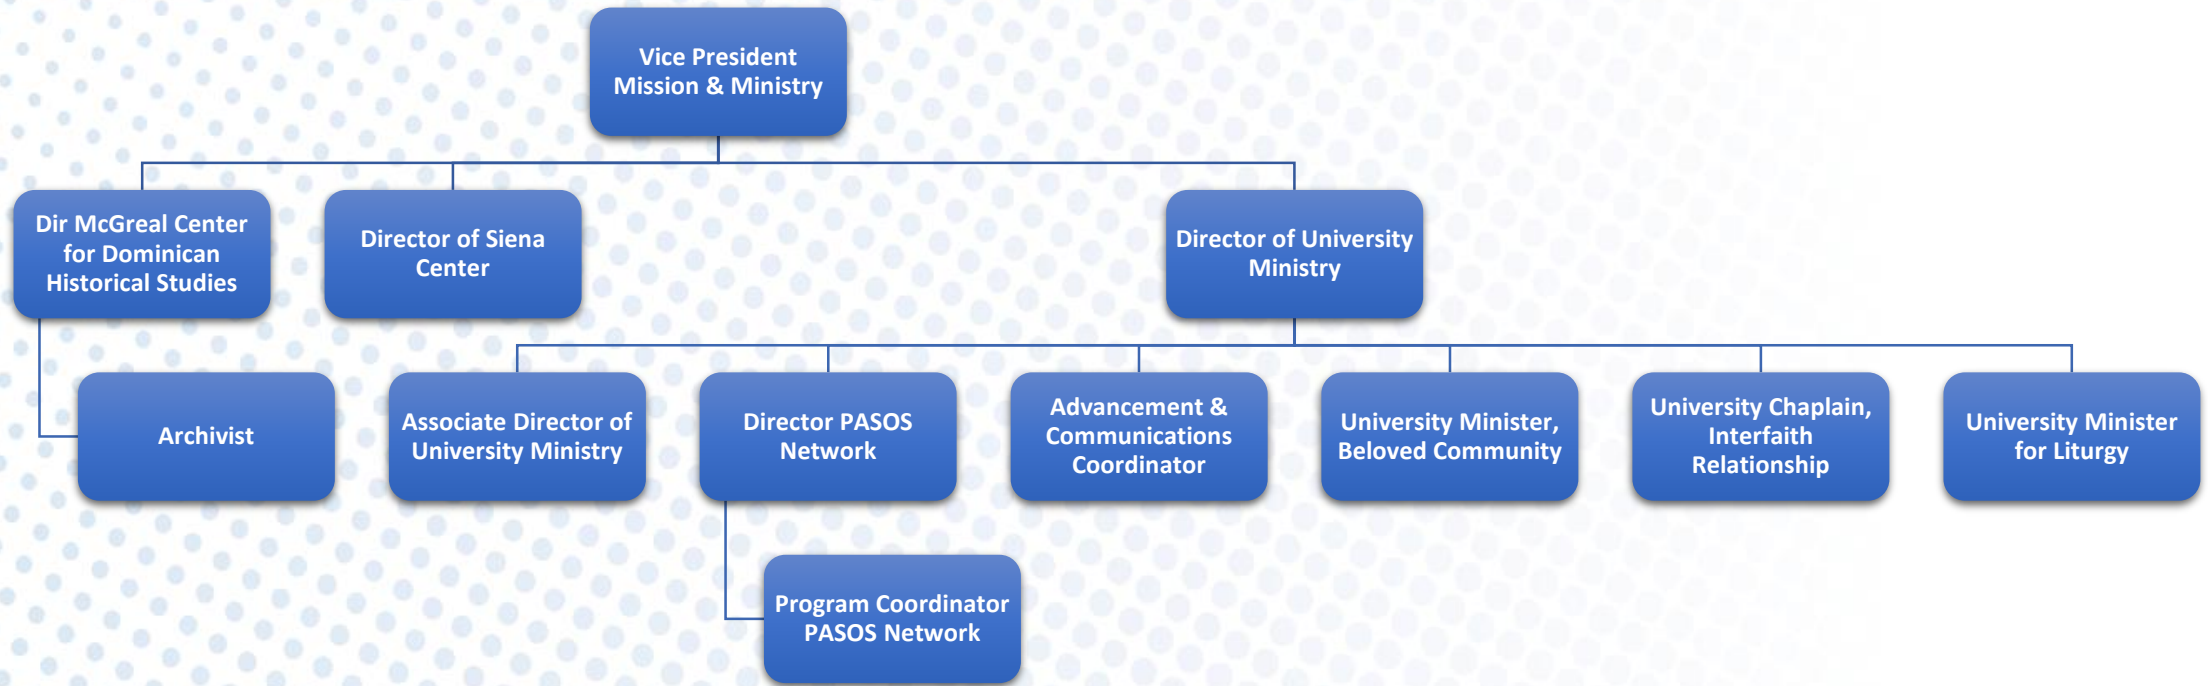 Vice President
Mission & Ministry
Dir McGreal Center
for Dominican
Historical Studies
Director of Siena
Center
Director of University
Ministry
Archivist
Associate Director of
University Ministry
Director PASOS
Network
Advancement &
Communications
Coordinator
University Minister,
Beloved Community
University Chaplain,
Interfaith
Relationship
University Minister
for Liturgy
Program Coordinator
PASOS Network